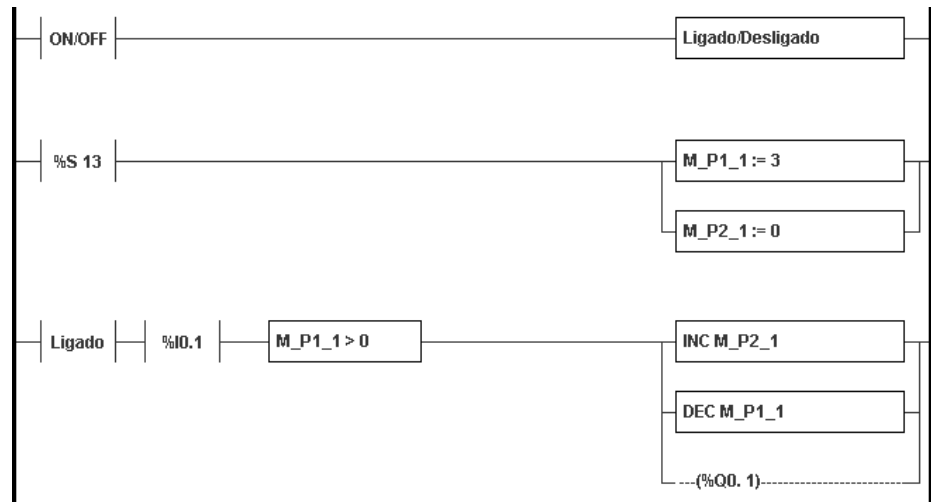 ON/OFF Ligado/Desligado
%S 13 M_P1_1 := 3
M_P2_1 := 0
Ligado %I0.1 M_P1_1 > 0 INC M_P2_1
DEC M_P1_1
---(%Q0. 1)---------------------------